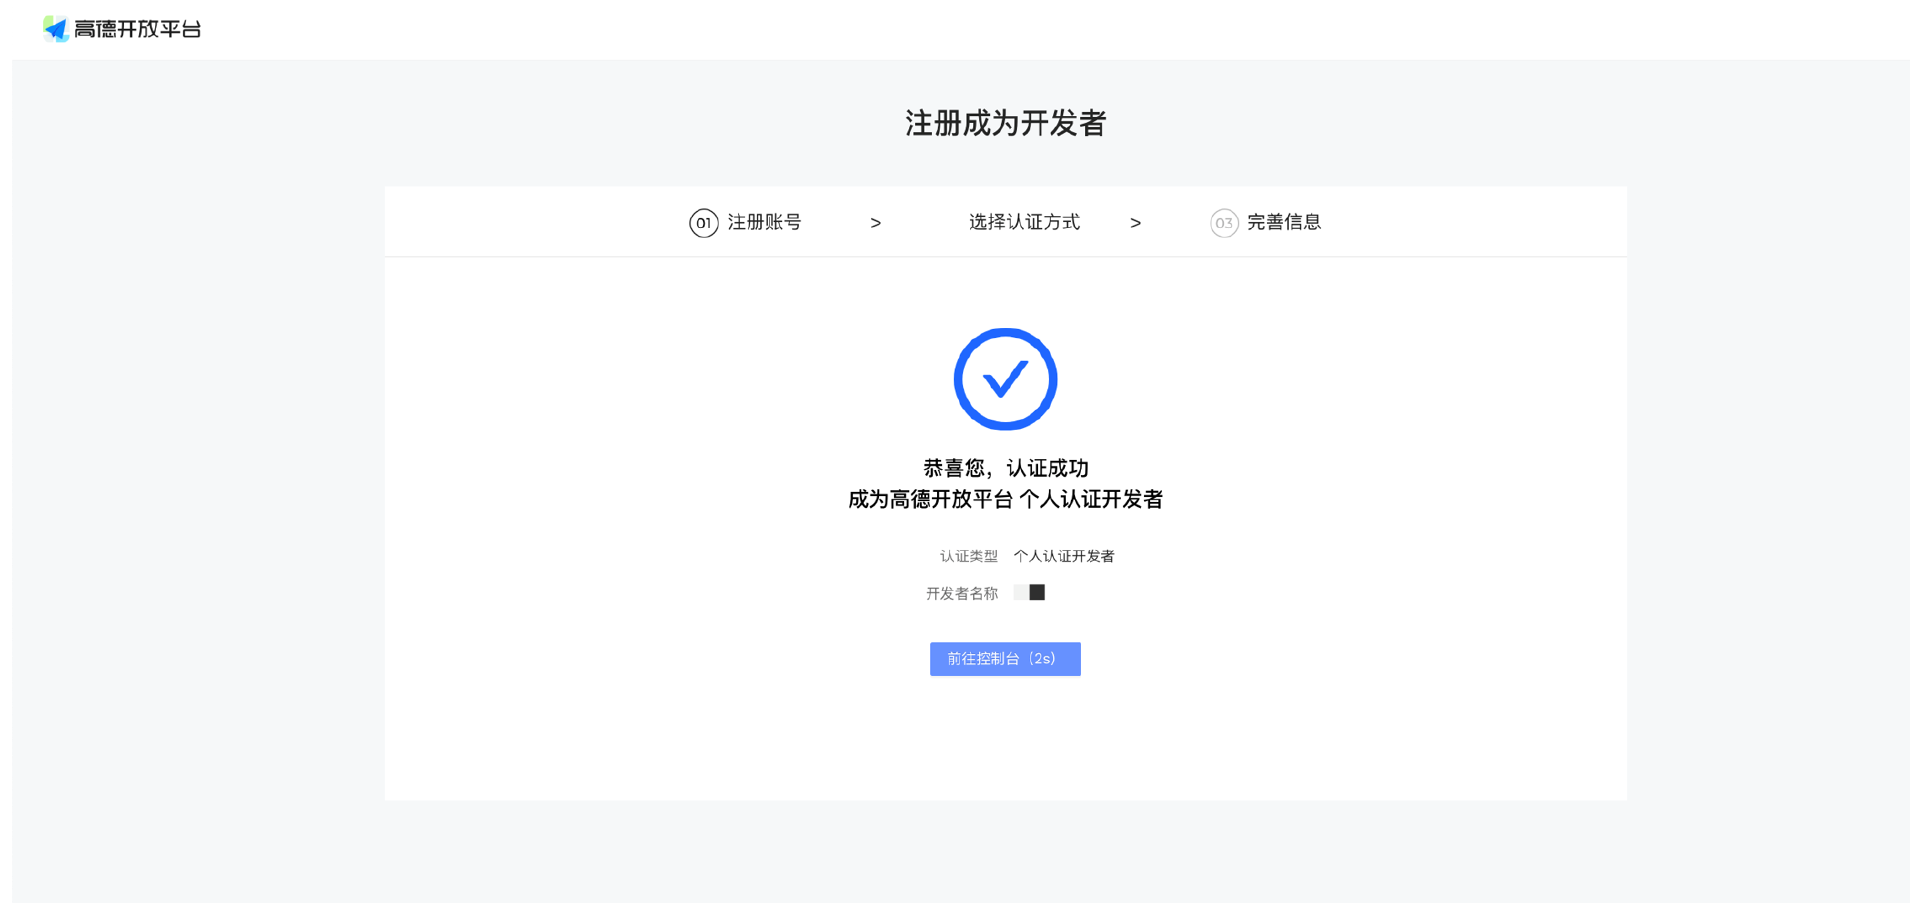 高德开放平台
注册成为开发者
01 注册账号 > 选择认证方式 > 03 完善信息
恭喜您，认证成功
成为高德开放平台 个人认证开发者
认证类型 个人认证开发者
开发者名称
前往控制台（2s）